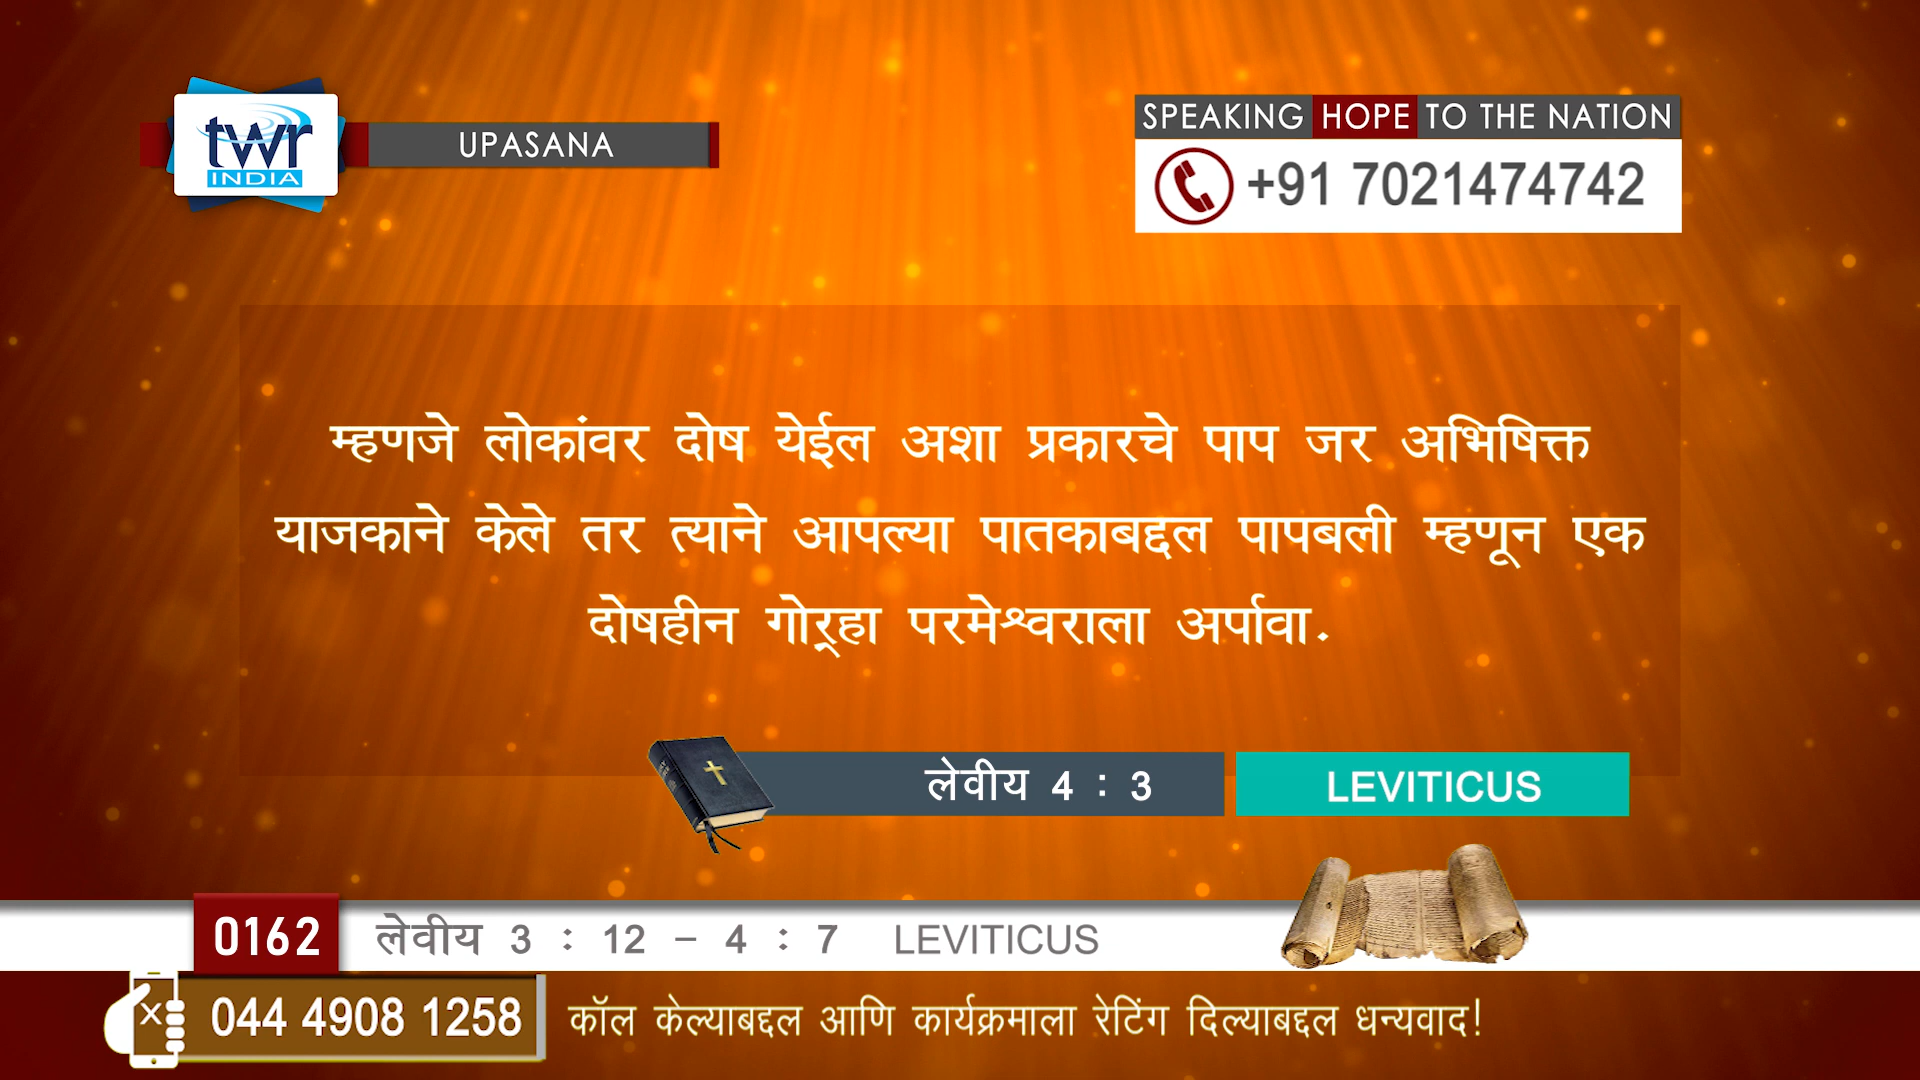 twr
INDIA
UPASANA
SPEAKING HOPE TO THE NATION
+91 7021474742
म्हणजे लोकांवर दोष येईल अशा प्रकारचे पाप जर अभिषिक्त
याजकाने केले तर त्याने आपल्या पातकाबद्दल पापबली म्हणून एक
दोषहीन गोऱ्हा परमेश्वराला अर्पावा.
लेवीय 4 : 3 LEVITICUS
0162 लेवीय 3 : 12 – 4 : 7 LEVITICUS
044 4908 1258 कॉल केल्याबद्दल आणि कार्यक्रमाला रेटिंग दिल्याबद्दल धन्यवाद!